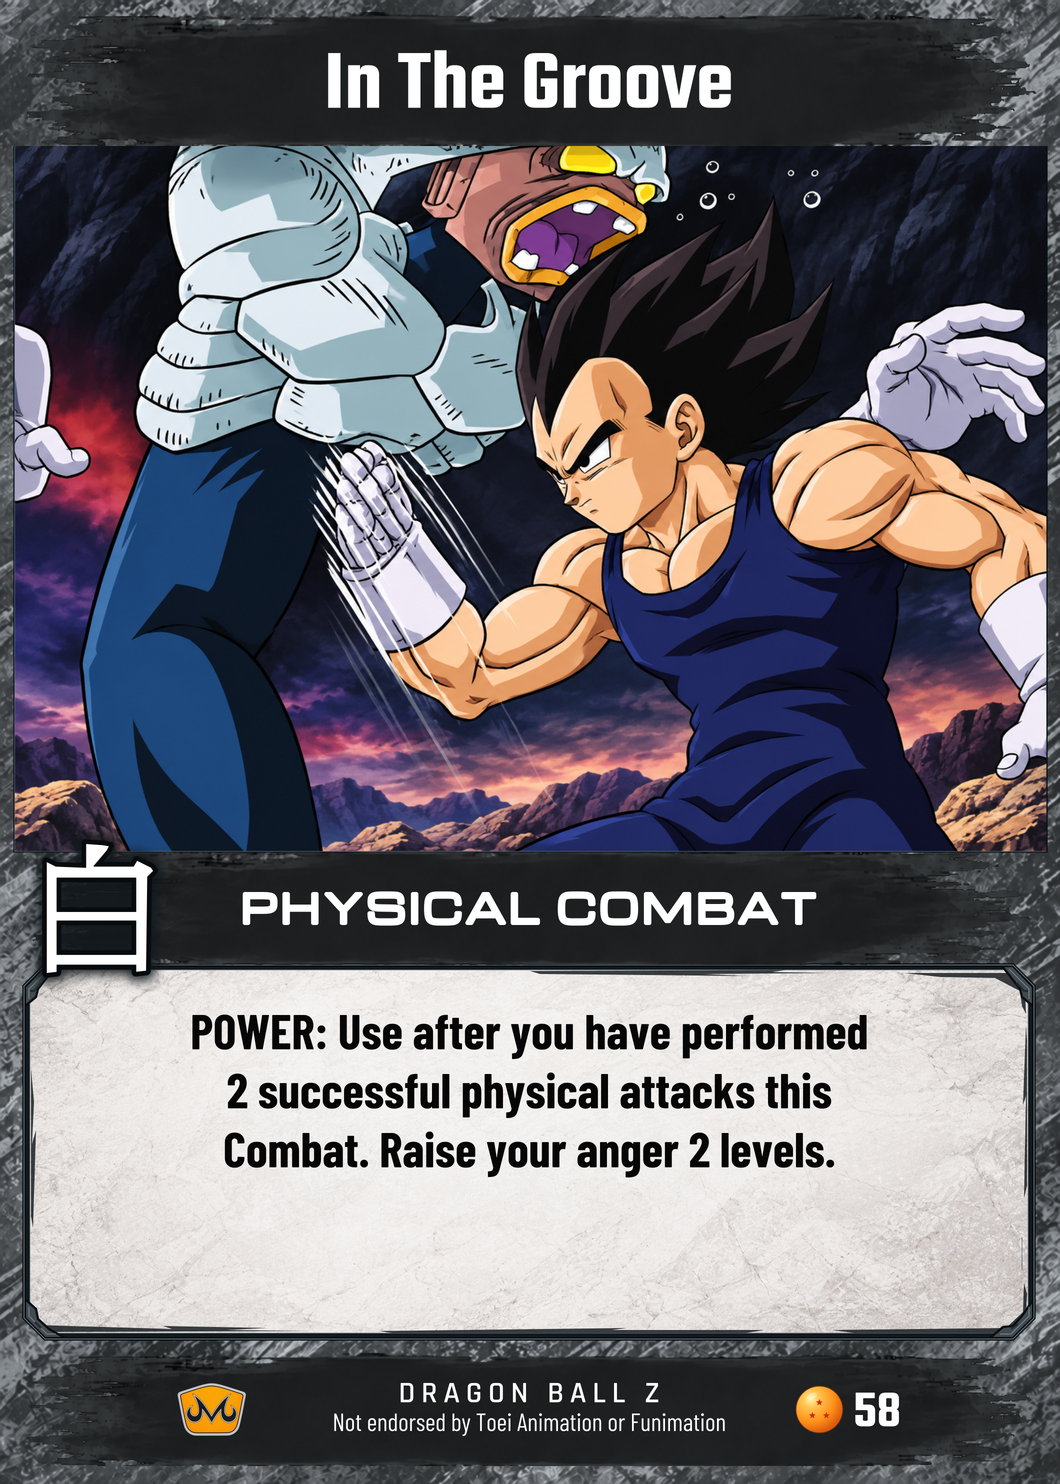 In The Groove
白
PHYSICAL COMBAT
POWER: Use after you have performed
2 successful physical attacks this
Combat. Raise your anger 2 levels.
DRAGON BALL Z
Not endorsed by Toei Animation or Funimation
58